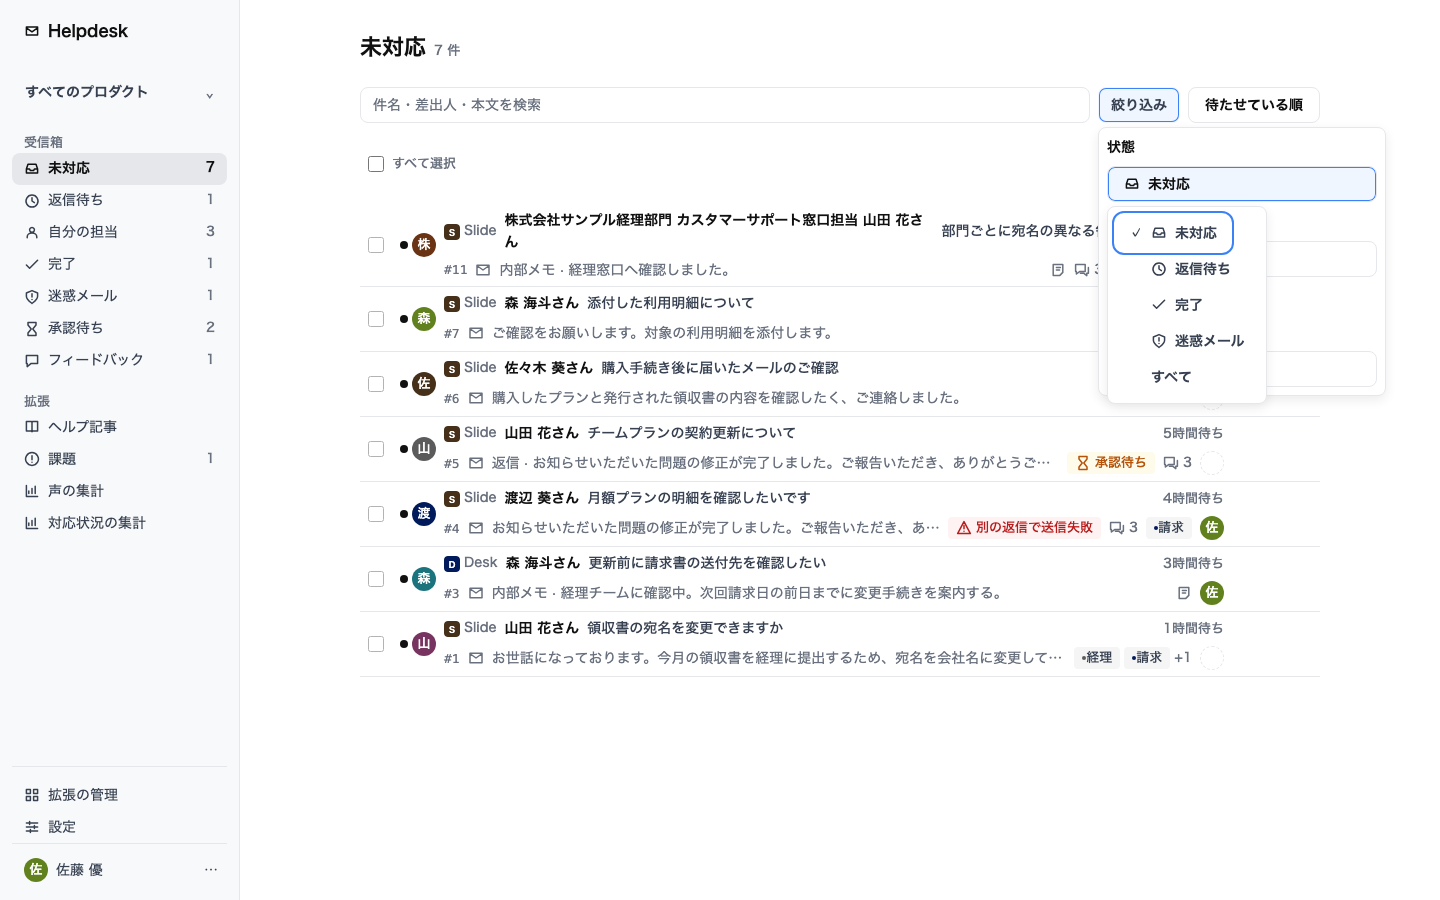 Helpdesk
すべてのプロダクト
受信箱
未対応 7
返信待ち 1
自分の担当 3
完了 1
迷惑メール 1
承認待ち 2
フィードバック 1
拡張
ヘルプ記事
課題 1
声の集計
対応状況の集計
拡張の管理
設定
佐 佐藤 優 …
未対応 7 件
件名・差出人・本文を検索 絞り込み 待たせている順
すべて選択
状態
未対応
✓ 未対応
返信待ち
完了
迷惑メール
すべて
株 S Slide 株式会社サンプル経理部門 カスタマーサポート窓口担当 山田 花さ
ん
部門ごとに宛名の異なる
#11 内部メモ · 経理窓口へ確認しました。
森 S Slide 森 海斗さん 添付した利用明細について
#7 ご確認をお願いします。対象の利用明細を添付します。
佐 S Slide 佐々木 葵さん 購入手続き後に届いたメールのご確認
#6 購入したプランと発行された領収書の内容を確認したく、ご連絡しました。
山 S Slide 山田 花さん チームプランの契約更新について 5時間待ち
#5 返信 · お知らせいただいた問題の修正が完了しました。ご報告いただき、ありがとうご… 承認待ち 3
渡 S Slide 渡辺 葵さん 月額プランの明細を確認したいです 4時間待ち
#4 お知らせいただいた問題の修正が完了しました。ご報告いただき、あ… 別の返信で送信失敗 3 •請求 佐
森 D Desk 森 海斗さん 更新前に請求書の送付先を確認したい 3時間待ち
#3 内部メモ · 経理チームに確認中。次回請求日の前日までに変更手続きを案内する。 佐
山 S Slide 山田 花さん 領収書の宛名を変更できますか 1時間待ち
#1 お世話になっております。今月の領収書を経理に提出するため、宛名を会社名に変更して… •経理 •請求 +1